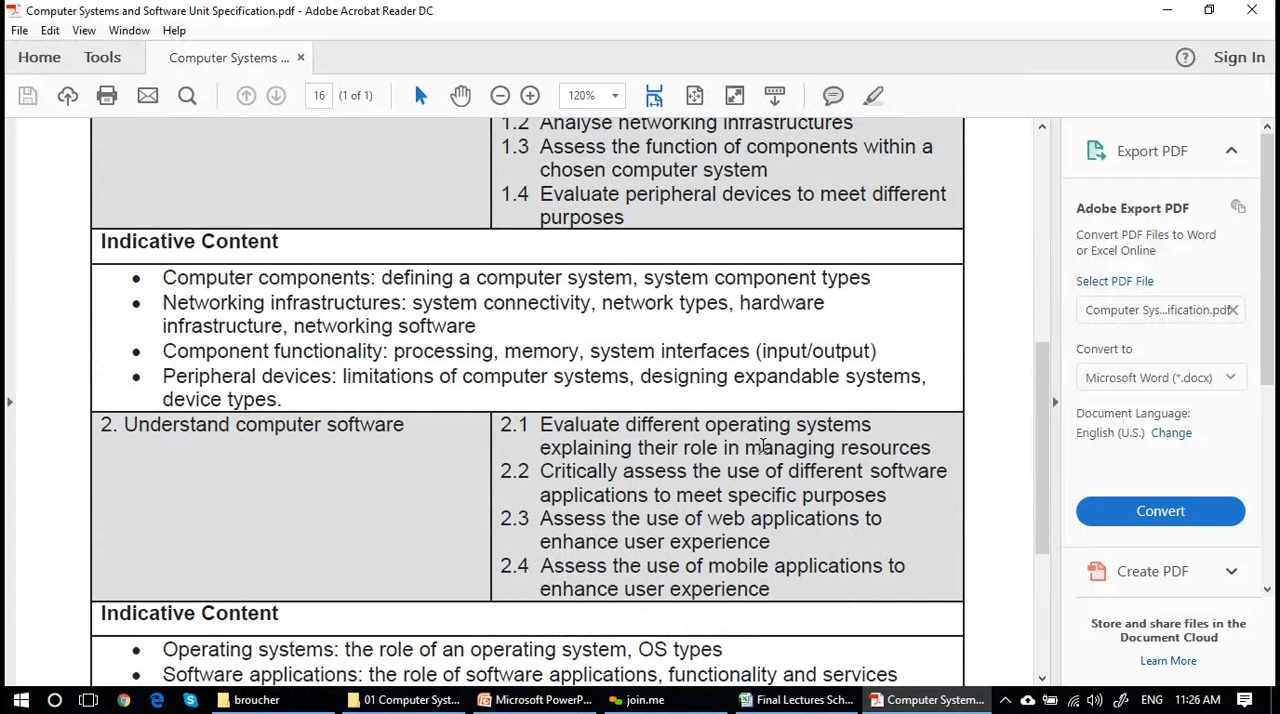 Computer Systems and Software Unit Specification.pdf - Adobe Acrobat Reader DC
File Edit View Window Help
Home Tools Computer Systems ... × Sign In
16 (1 of 1) 120%
1.2 Analyse networking infrastructures
1.3 Assess the function of components within a
chosen computer system
1.4 Evaluate peripheral devices to meet different
purposes
Indicative Content
• Computer components: defining a computer system, system component types
• Networking infrastructures: system connectivity, network types, hardware
infrastructure, networking software
• Component functionality: processing, memory, system interfaces (input/output)
• Peripheral devices: limitations of computer systems, designing expandable systems,
device types.
2. Understand computer software
2.1 Evaluate different operating systems
explaining their role in managing resources
2.2 Critically assess the use of different software
applications to meet specific purposes
2.3 Assess the use of web applications to
enhance user experience
2.4 Assess the use of mobile applications to
enhance user experience
Indicative Content
• Operating systems: the role of an operating system, OS types
• Software applications: the role of software applications, functionality and services
Export PDF
Adobe Export PDF
Convert PDF Files to Word
or Excel Online
Select PDF File
Computer Sys...ification.pdf ×
Convert to
Microsoft Word (*.docx)
Document Language:
English (U.S.) Change
Convert
Create PDF
Store and share files in the
Document Cloud
Learn More
broucher 01 Computer Syst... Microsoft PowerP... join.me Final Lectures Sch... Computer System... ENG 11:26 AM